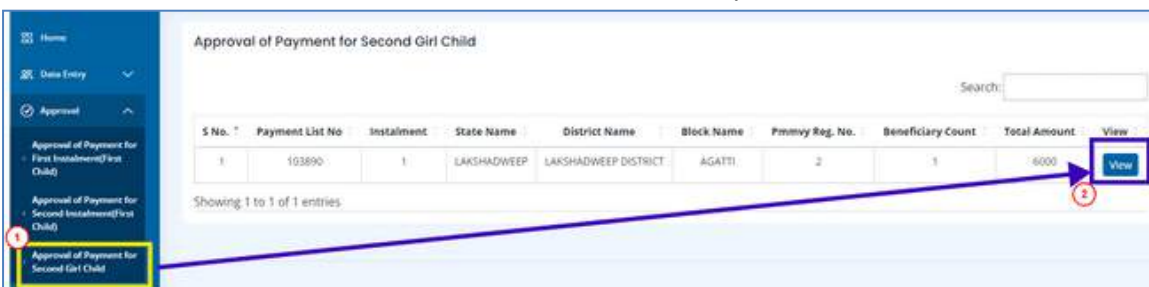 Home
Data Entry
Approval
Approval of Payment for
First Instalment(First
Child)
Approval of Payment for
Second Instalment(First
Child)
1
Approval of Payment for
Second Girl Child
Approval of Payment for Second Girl Child
Search:
S No. Payment List No Instalment State Name District Name Block Name Pmmvy Reg. No. Beneficiary Count Total Amount View
1 103890 1 LAKSHADWEEP LAKSHADWEEP DISTRICT AGATTI 2 1 6000 View
2
Showing 1 to 1 of 1 entries